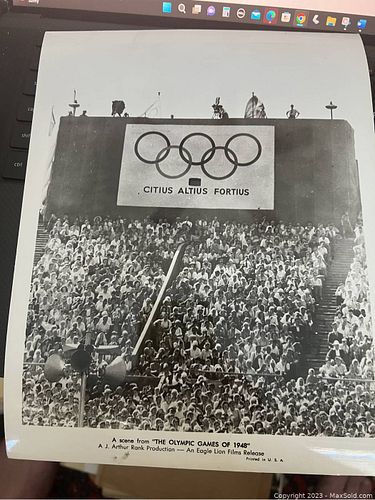 CITIUS ALTIUS FORTIUS
A scene from "THE OLYMPIC GAMES OF 1948"
A J. Arthur Rank Production — An Eagle Lion Films Release
Printed in U. S. A
Copyright 2023 - MaxSold.com